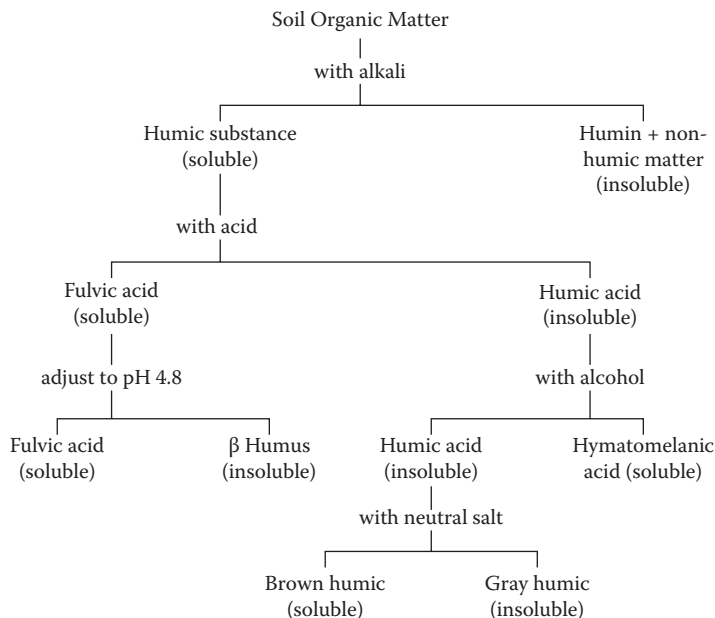 Soil Organic Matter
with alkali
Humic substance
(soluble)
Humin + non-
humic matter
(insoluble)
with acid
Fulvic acid
(soluble)
Humic acid
(insoluble)
adjust to pH 4.8
with alcohol
Fulvic acid
(soluble)
β Humus
(insoluble)
Humic acid
(insoluble)
Hymatomelanic
acid (soluble)
with neutral salt
Brown humic
(soluble)
Gray humic
(insoluble)